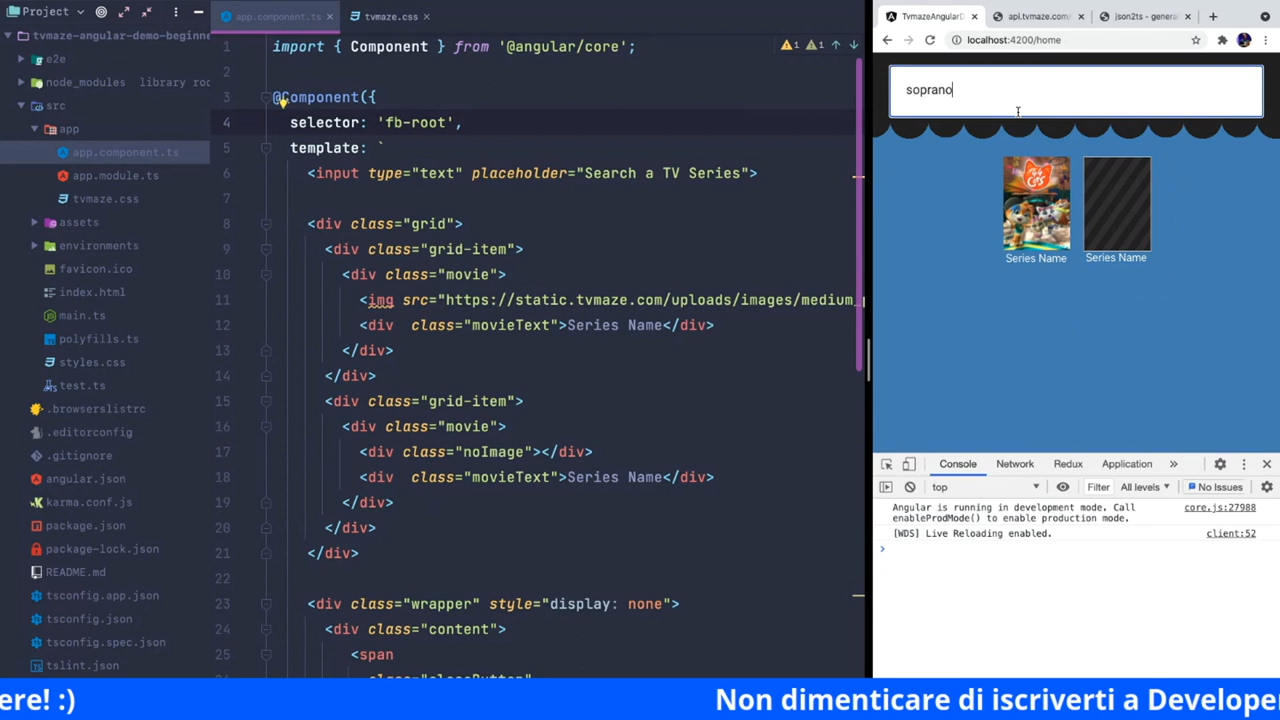 Project
app.component.ts
tvmaze.css
tvmaze-angular-demo-beginne
e2e
node_modules library roo
src
app
app.component.ts
app.module.ts
tvmaze.css
assets
environments
favicon.ico
index.html
main.ts
polyfills.ts
styles.css
test.ts
.browserslistrc
.editorconfig
.gitignore
angular.json
karma.conf.js
package.json
package-lock.json
README.md
tsconfig.app.json
tsconfig.json
tsconfig.spec.json
tslint.json
1 import { Component } from '@angular/core';
2
3 @Component({
4 selector: 'fb-root',
5 template: `
6 <input type="text" placeholder="Search a TV Series">
7
8 <div class="grid">
9 <div class="grid-item">
10 <div class="movie">
11 <img src="https://static.tvmaze.com/uploads/images/medium_p
12 <div class="movieText">Series Name</div>
13 </div>
14 </div>
15 <div class="grid-item">
16 <div class="movie">
17 <div class="noImage"></div>
18 <div class="movieText">Series Name</div>
19 </div>
20 </div>
21 </div>
22
23 <div class="wrapper" style="display: none">
24 <div class="content">
25 <span
1 1
TvmazeAngularD
api.tvmaze.com/
json2ts - genera
localhost:4200/home
soprano
44 CATS
Series Name
Series Name
Console Network Redux Application
top Filter All levels No Issues
Angular is running in development mode. Call core.js:27988
enableProdMode() to enable production mode.
[WDS] Live Reloading enabled. client:52
ere! :) Non dimenticare di iscriverti a Developer